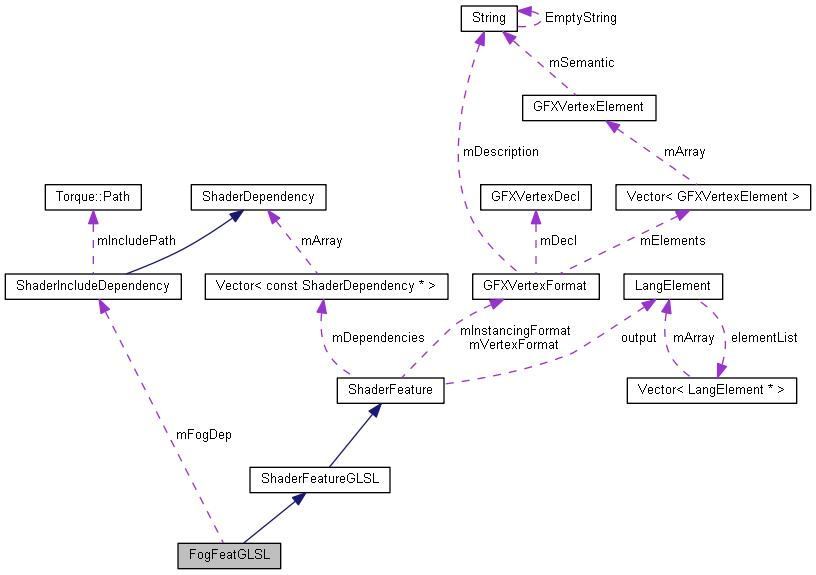 String
EmptyString
mSemantic
GFXVertexElement
mDescription
mArray
Torque::Path
ShaderDependency
GFXVertexDecl
Vector< GFXVertexElement >
mIncludePath
mArray
mDecl
mElements
ShaderIncludeDependency
Vector< const ShaderDependency * >
GFXVertexFormat
LangElement
mDependencies
mInstancingFormat
mVertexFormat
output
mArray
elementList
ShaderFeature
Vector< LangElement * >
mFogDep
ShaderFeatureGLSL
FogFeatGLSL